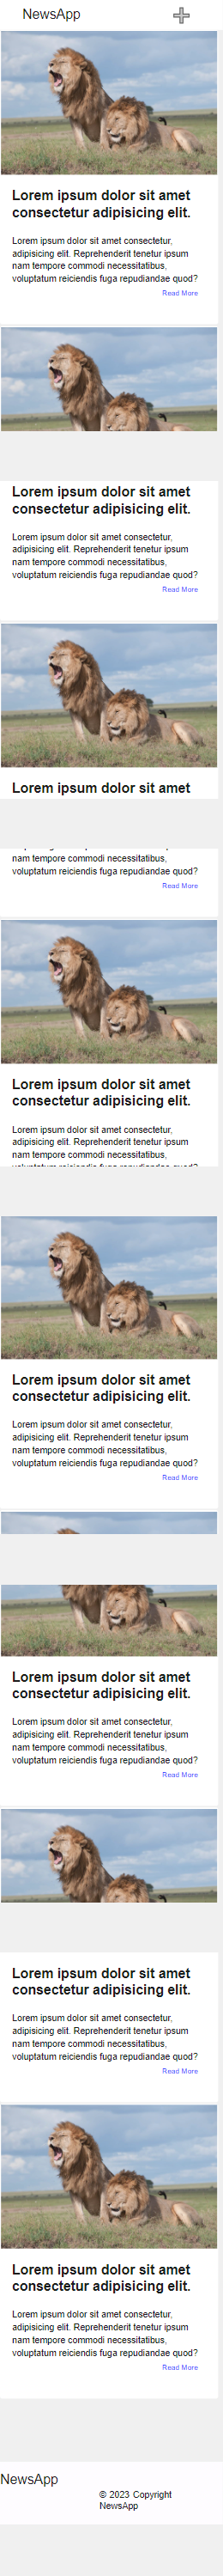 NewsApp
Lorem ipsum dolor sit amet
consectetur adipisicing elit.
Lorem ipsum dolor sit amet consectetur,
adipisicing elit. Reprehenderit tenetur ipsum
nam tempore commodi necessitatibus,
voluptatum reiciendis fuga repudiandae quod?
Read More
Lorem ipsum dolor sit amet
consectetur adipisicing elit.
Lorem ipsum dolor sit amet consectetur,
adipisicing elit. Reprehenderit tenetur ipsum
nam tempore commodi necessitatibus,
voluptatum reiciendis fuga repudiandae quod?
Read More
Lorem ipsum dolor sit amet
nam tempore commodi necessitatibus,
voluptatum reiciendis fuga repudiandae quod?
Read More
Lorem ipsum dolor sit amet
consectetur adipisicing elit.
Lorem ipsum dolor sit amet consectetur,
adipisicing elit. Reprehenderit tenetur ipsum
nam tempore commodi necessitatibus,
Lorem ipsum dolor sit amet
consectetur adipisicing elit.
Lorem ipsum dolor sit amet consectetur,
adipisicing elit. Reprehenderit tenetur ipsum
nam tempore commodi necessitatibus,
voluptatum reiciendis fuga repudiandae quod?
Read More
Lorem ipsum dolor sit amet
consectetur adipisicing elit.
Lorem ipsum dolor sit amet consectetur,
adipisicing elit. Reprehenderit tenetur ipsum
nam tempore commodi necessitatibus,
voluptatum reiciendis fuga repudiandae quod?
Read More
Lorem ipsum dolor sit amet
consectetur adipisicing elit.
Lorem ipsum dolor sit amet consectetur,
adipisicing elit. Reprehenderit tenetur ipsum
nam tempore commodi necessitatibus,
voluptatum reiciendis fuga repudiandae quod?
Read More
Lorem ipsum dolor sit amet
consectetur adipisicing elit.
Lorem ipsum dolor sit amet consectetur,
adipisicing elit. Reprehenderit tenetur ipsum
nam tempore commodi necessitatibus,
voluptatum reiciendis fuga repudiandae quod?
Read More
NewsApp
© 2023 Copyright
NewsApp